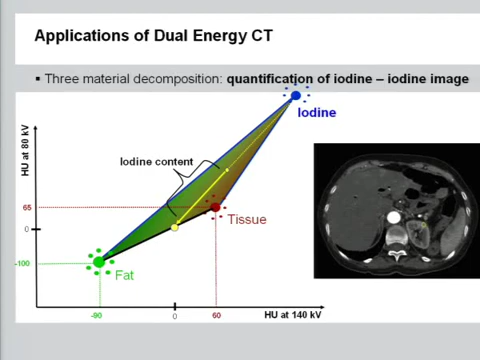 Applications of Dual Energy CT
▪ Three material decomposition: quantification of iodine – iodine image
Iodine
Iodine content
HU at 80 kV
65
Tissue
0
-100
Fat
-90
0
60
HU at 140 kV